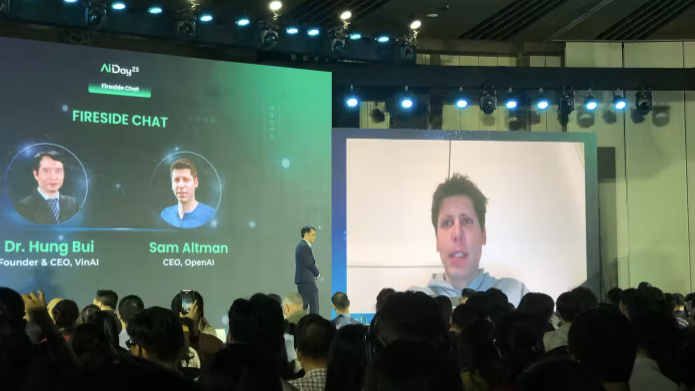 AiDay23
Fireside Chat
FIRESIDE CHAT
Dr. Hung Bui
Founder & CEO, VinAI
Sam Altman
CEO, OpenAI